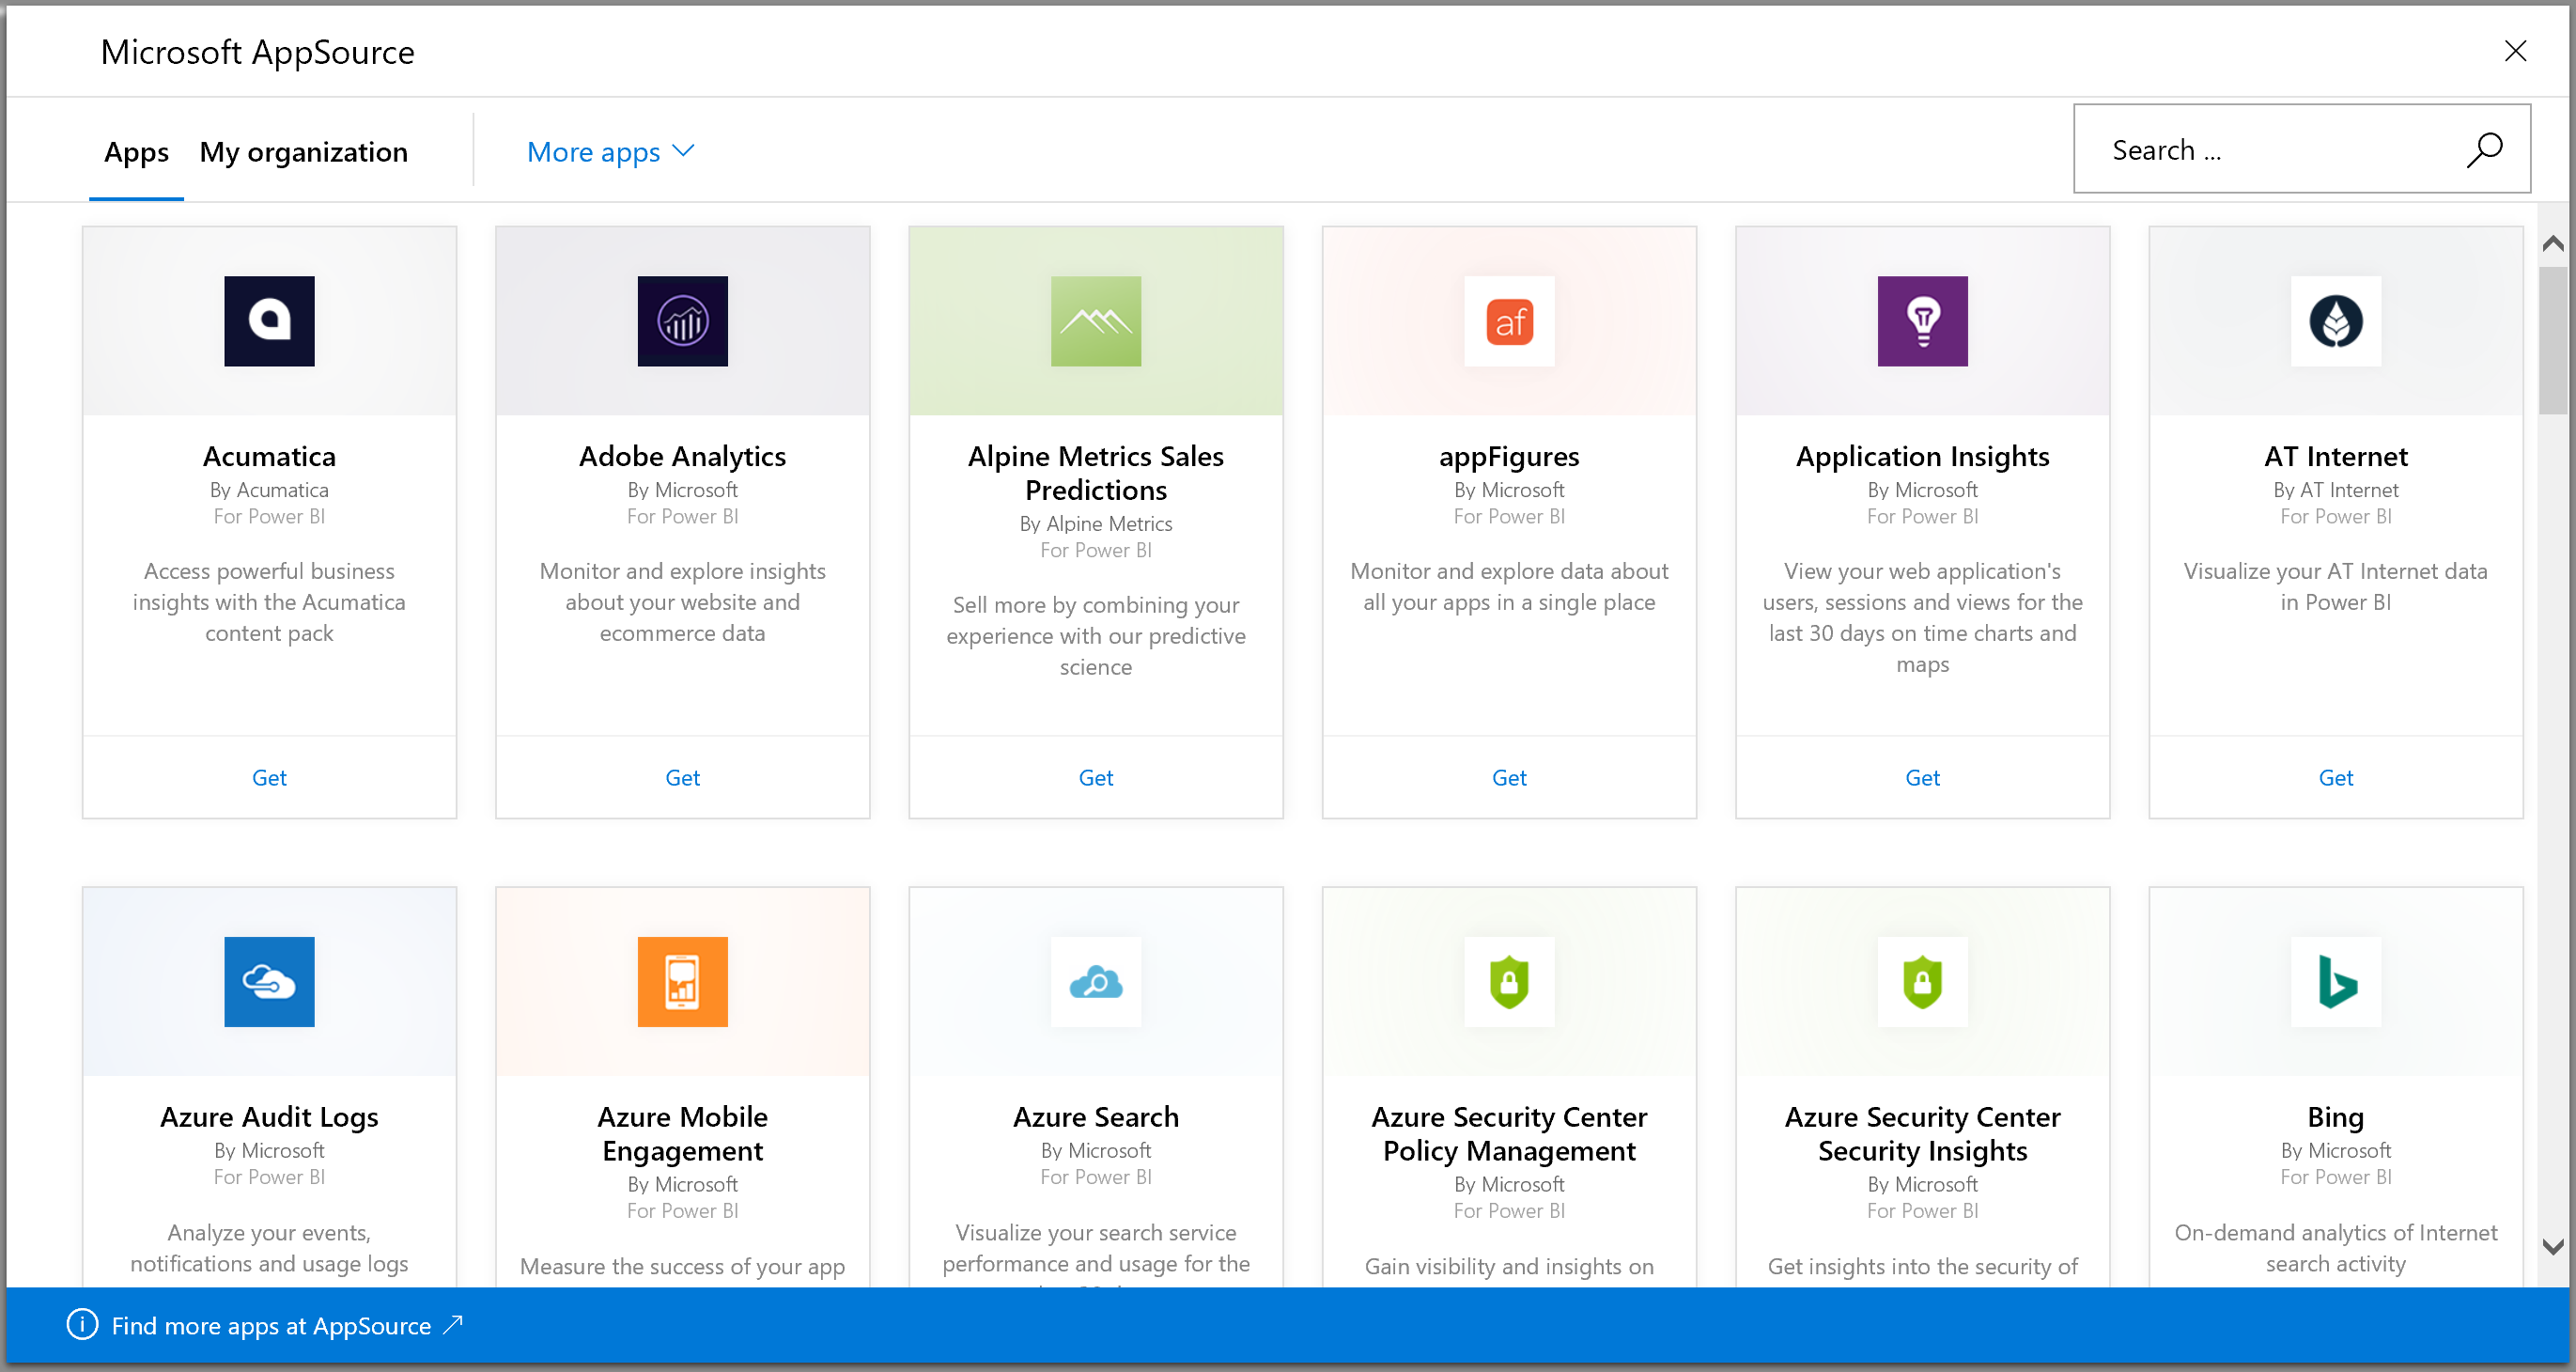 Microsoft AppSource
Apps
My organization
More apps
Search ...
af
Acumatica
By Acumatica
For Power BI
Access powerful business
insights with the Acumatica
content pack
Get
Adobe Analytics
By Microsoft
For Power BI
Monitor and explore insights
about your website and
ecommerce data
Get
Alpine Metrics Sales
Predictions
By Alpine Metrics
For Power BI
Sell more by combining your
experience with our predictive
science
Get
appFigures
By Microsoft
For Power BI
Monitor and explore data about
all your apps in a single place
Get
Application Insights
By Microsoft
For Power BI
View your web application's
users, sessions and views for the
last 30 days on time charts and
maps
Get
AT Internet
By AT Internet
For Power BI
Visualize your AT Internet data
in Power BI
Get
Azure Audit Logs
By Microsoft
For Power BI
Analyze your events,
notifications and usage logs
Azure Mobile
Engagement
By Microsoft
For Power BI
Measure the success of your app
Azure Search
By Microsoft
For Power BI
Visualize your search service
performance and usage for the
Azure Security Center
Policy Management
By Microsoft
For Power BI
Gain visibility and insights on
Azure Security Center
Security Insights
By Microsoft
For Power BI
Get insights into the security of
Bing
By Microsoft
For Power BI
On-demand analytics of Internet
search activity
Find more apps at AppSource